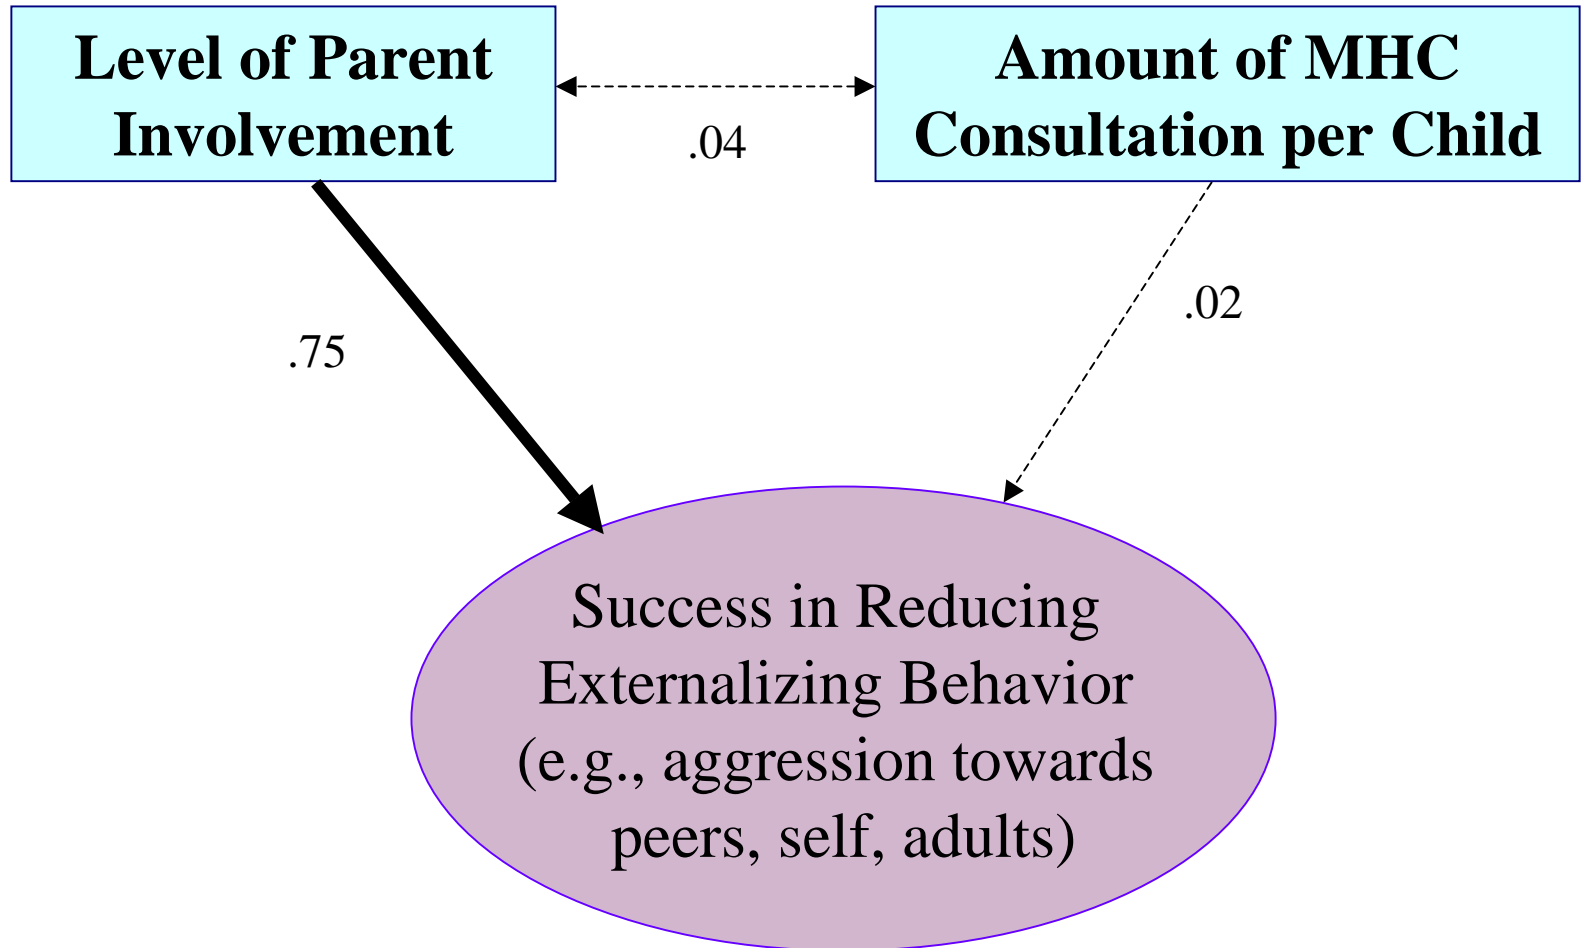 Level of Parent
Involvement
Amount of MHC
Consultation per Child
.04
.02
.75
Success in Reducing
Externalizing Behavior
(e.g., aggression towards
peers, self, adults)